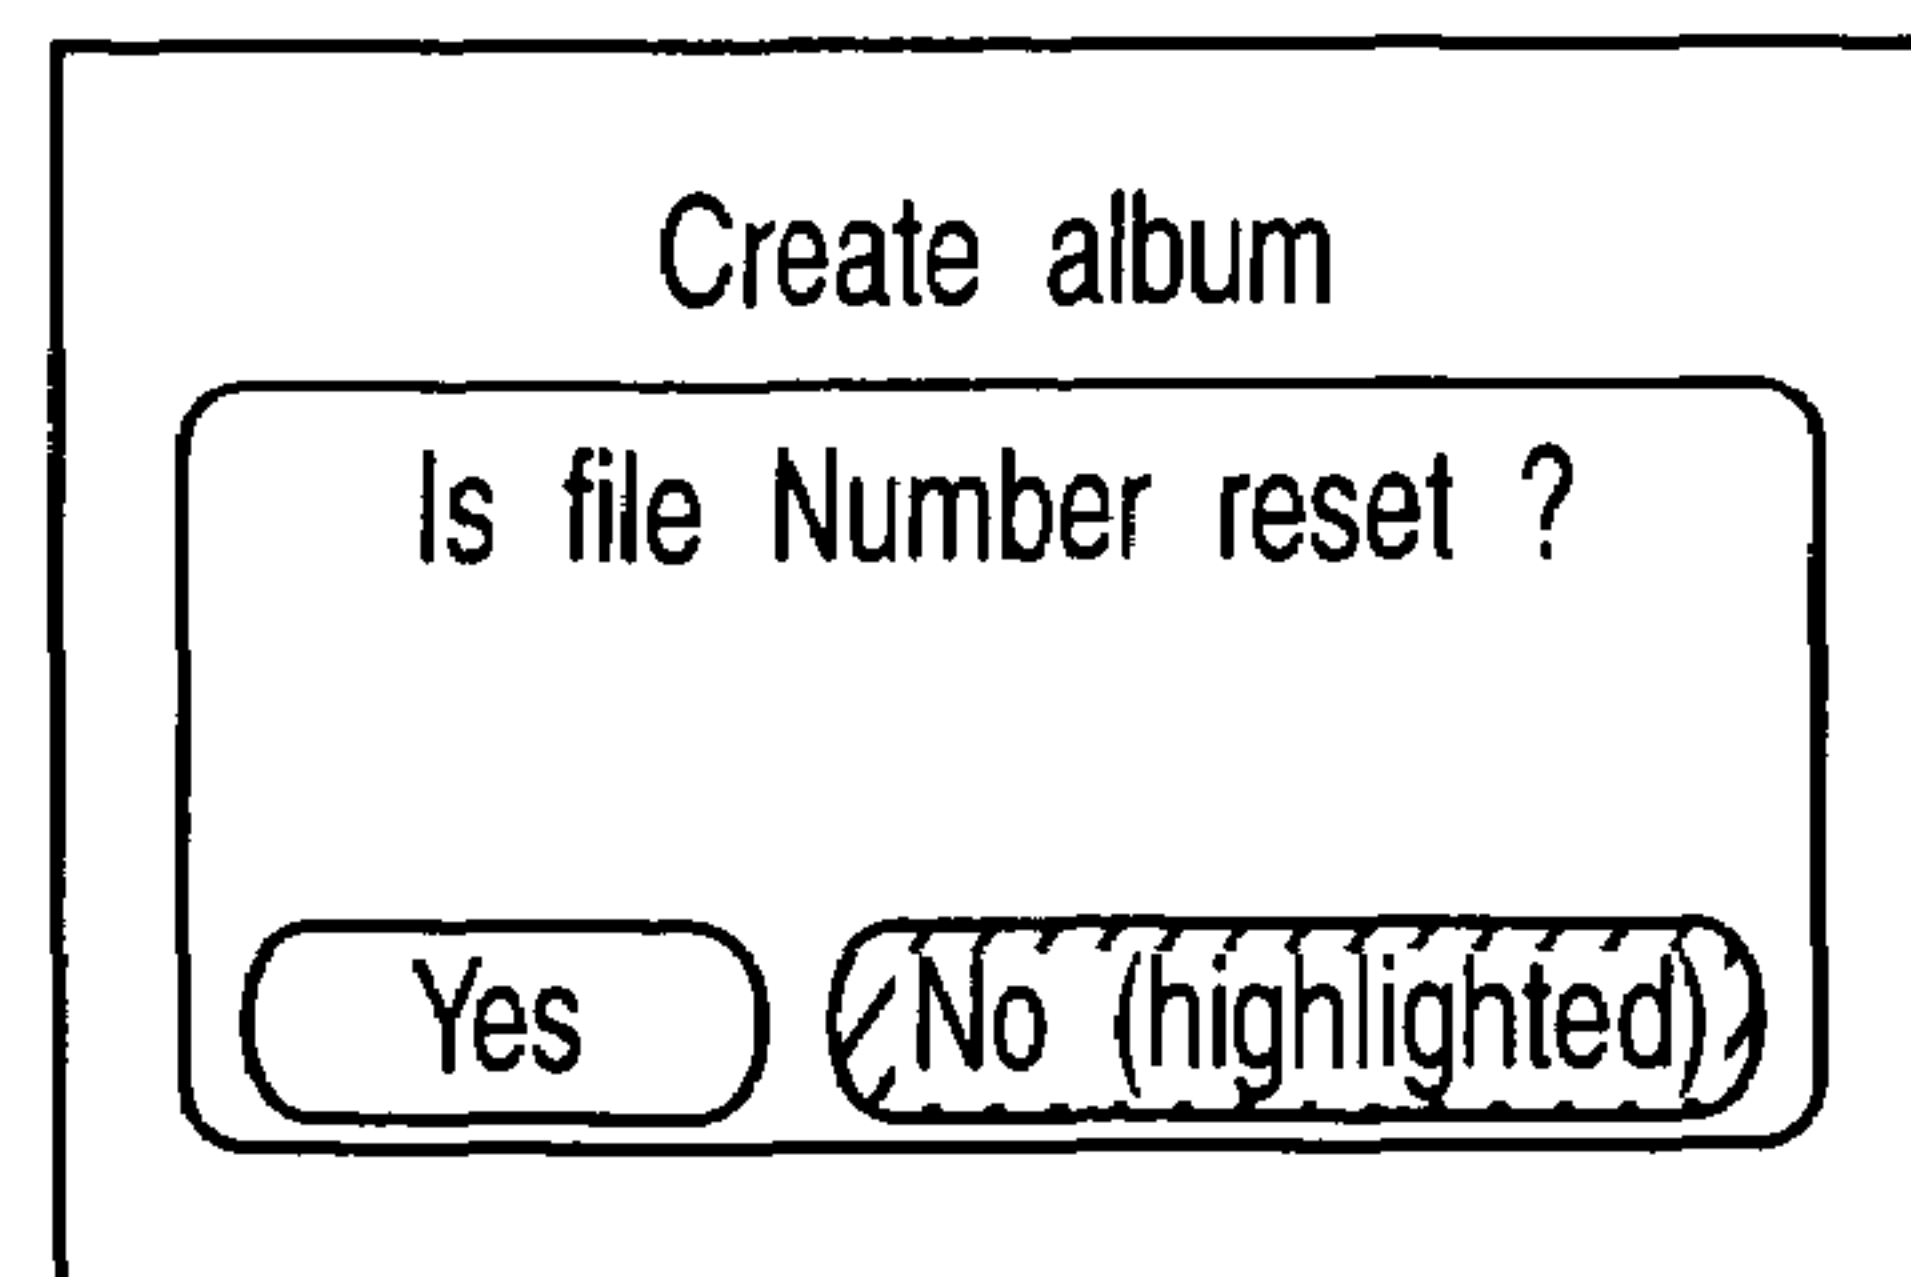 Create album
Is file Number reset ?
Yes No (highlighted)